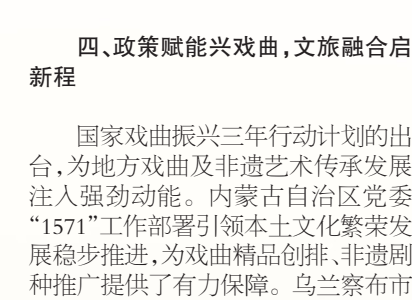 四、政策赋能兴戏曲，文旅融合启
新程
国家戏曲振兴三年行动计划的出
台，为地方戏曲及非遗艺术传承发展
注入强劲动能。内蒙古自治区党委
“1571”工作部署引领本土文化繁荣发
展稳步推进，为戏曲精品创排、非遗剧
种推广提供了有力保障。乌兰察布市